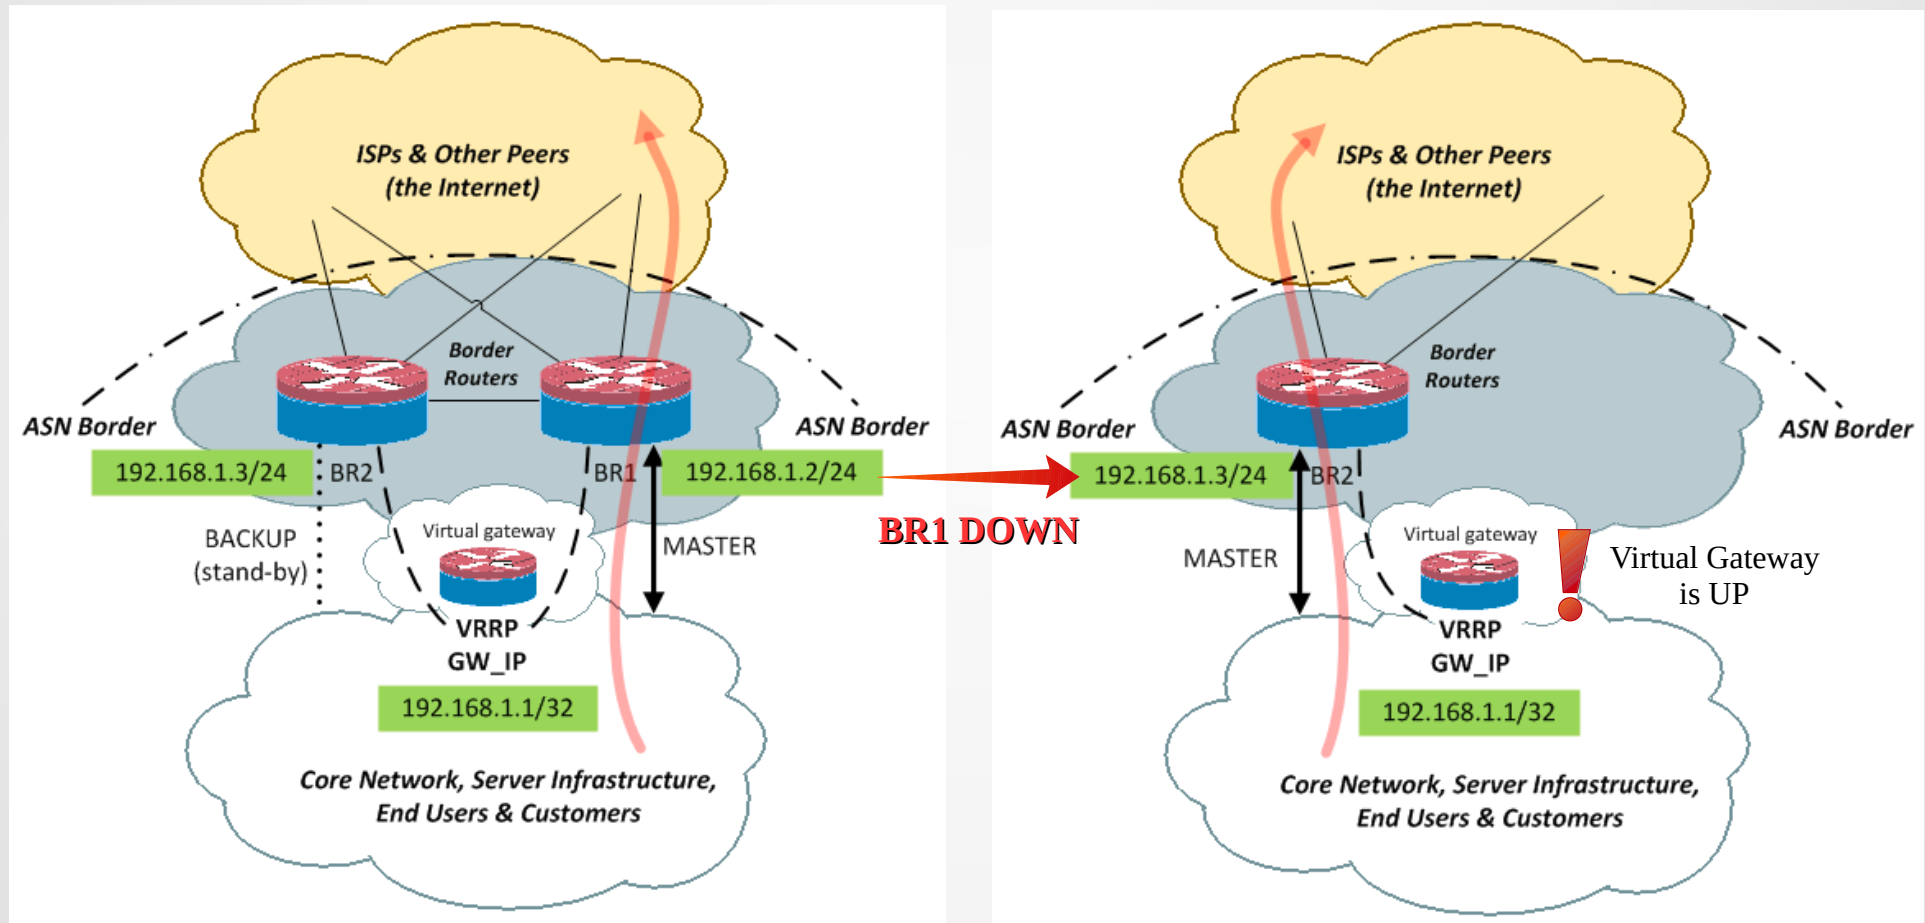 ISPs & Other Peers
(the Internet)
Border
Routers
ASN Border
ASN Border
192.168.1.3/24
BR2
BR1
192.168.1.2/24
BACKUP
(stand-by)
Virtual gateway
MASTER
VRRP
GW_IP
192.168.1.1/32
Core Network, Server Infrastructure,
End Users & Customers
BR1 DOWN
ISPs & Other Peers
(the Internet)
Border
Routers
ASN Border
ASN Border
192.168.1.3/24
BR2
MASTER
Virtual gateway
Virtual Gateway
is UP
VRRP
GW_IP
192.168.1.1/32
Core Network, Server Infrastructure,
End Users & Customers